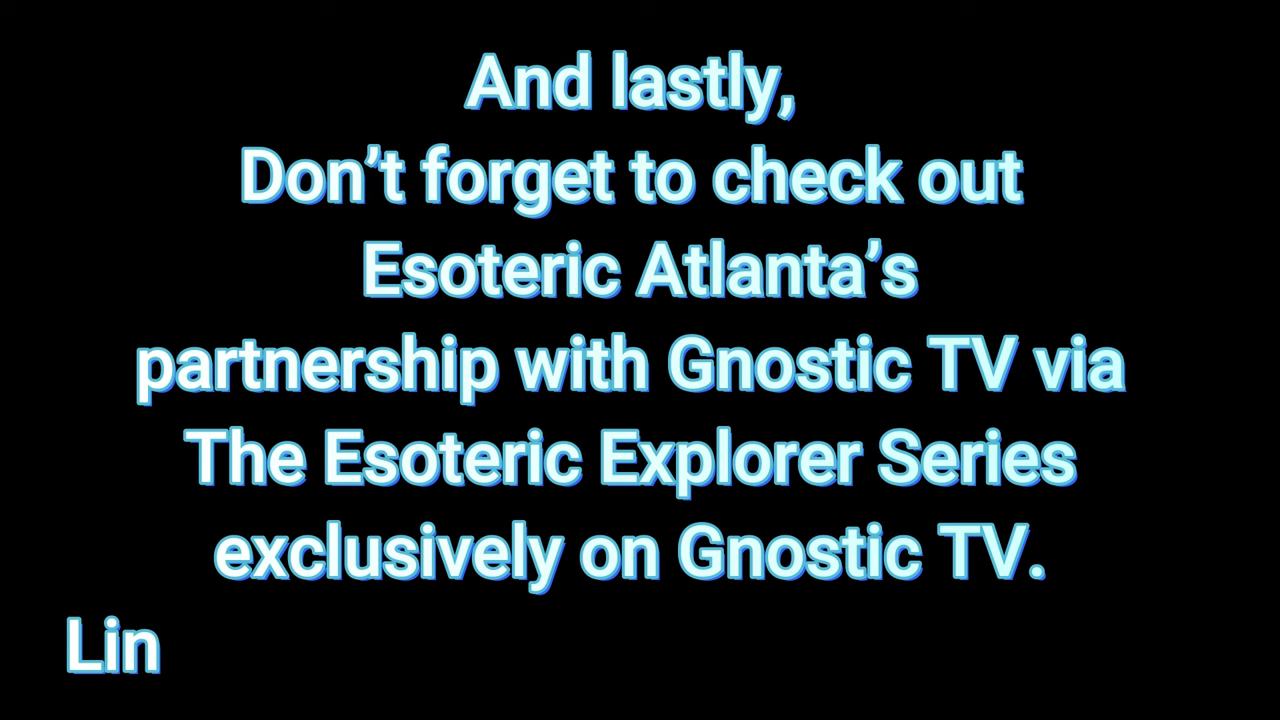 And lastly,
Don’t forget to check out
Esoteric Atlanta’s
partnership with Gnostic TV via
The Esoteric Explorer Series
exclusively on Gnostic TV.
Lin